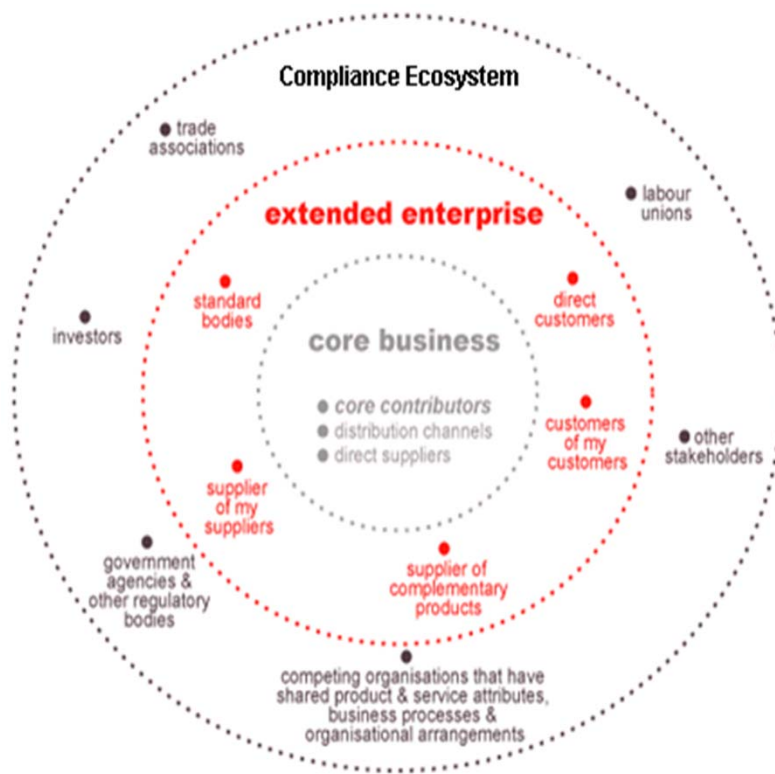 Compliance Ecosystem
trade
associations
labour
unions
extended enterprise
standard
bodies
direct
customers
investors
core business
core contributors
distribution channels
direct suppliers
customers
of my
customers
other
stakeholders
supplier
of my
suppliers
government
agencies &
other regulatory
bodies
supplier of
complementary
products
competing organisations that have
shared product & service attributes,
business processes &
organisational arrangements